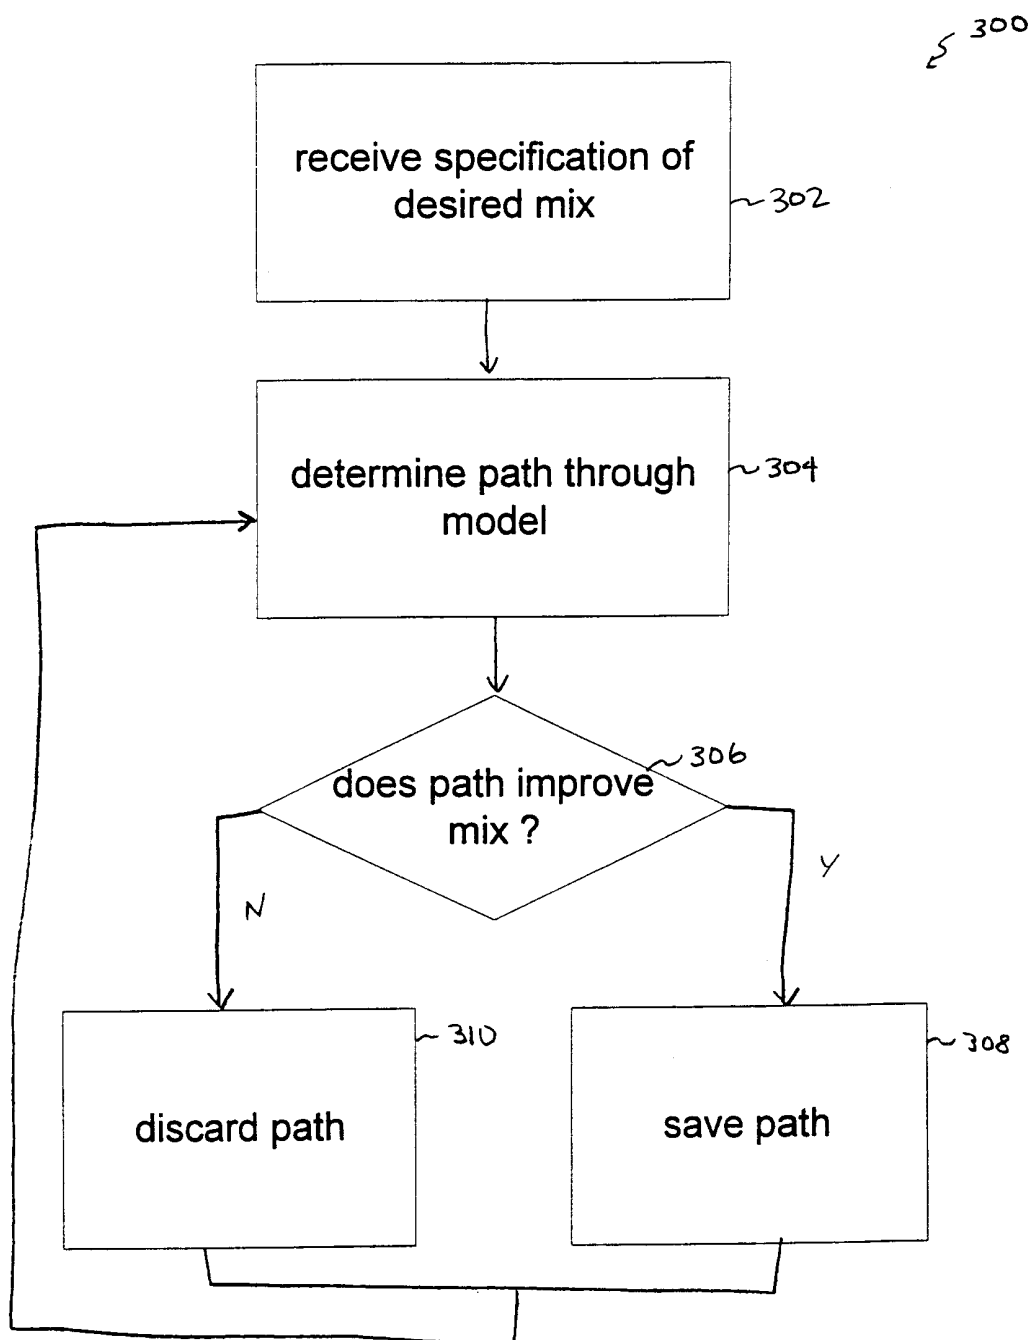 300
receive specification of
desired mix
302
determine path through
model
304
306
does path improve
mix ?
N
Y
310
308
discard path
save path